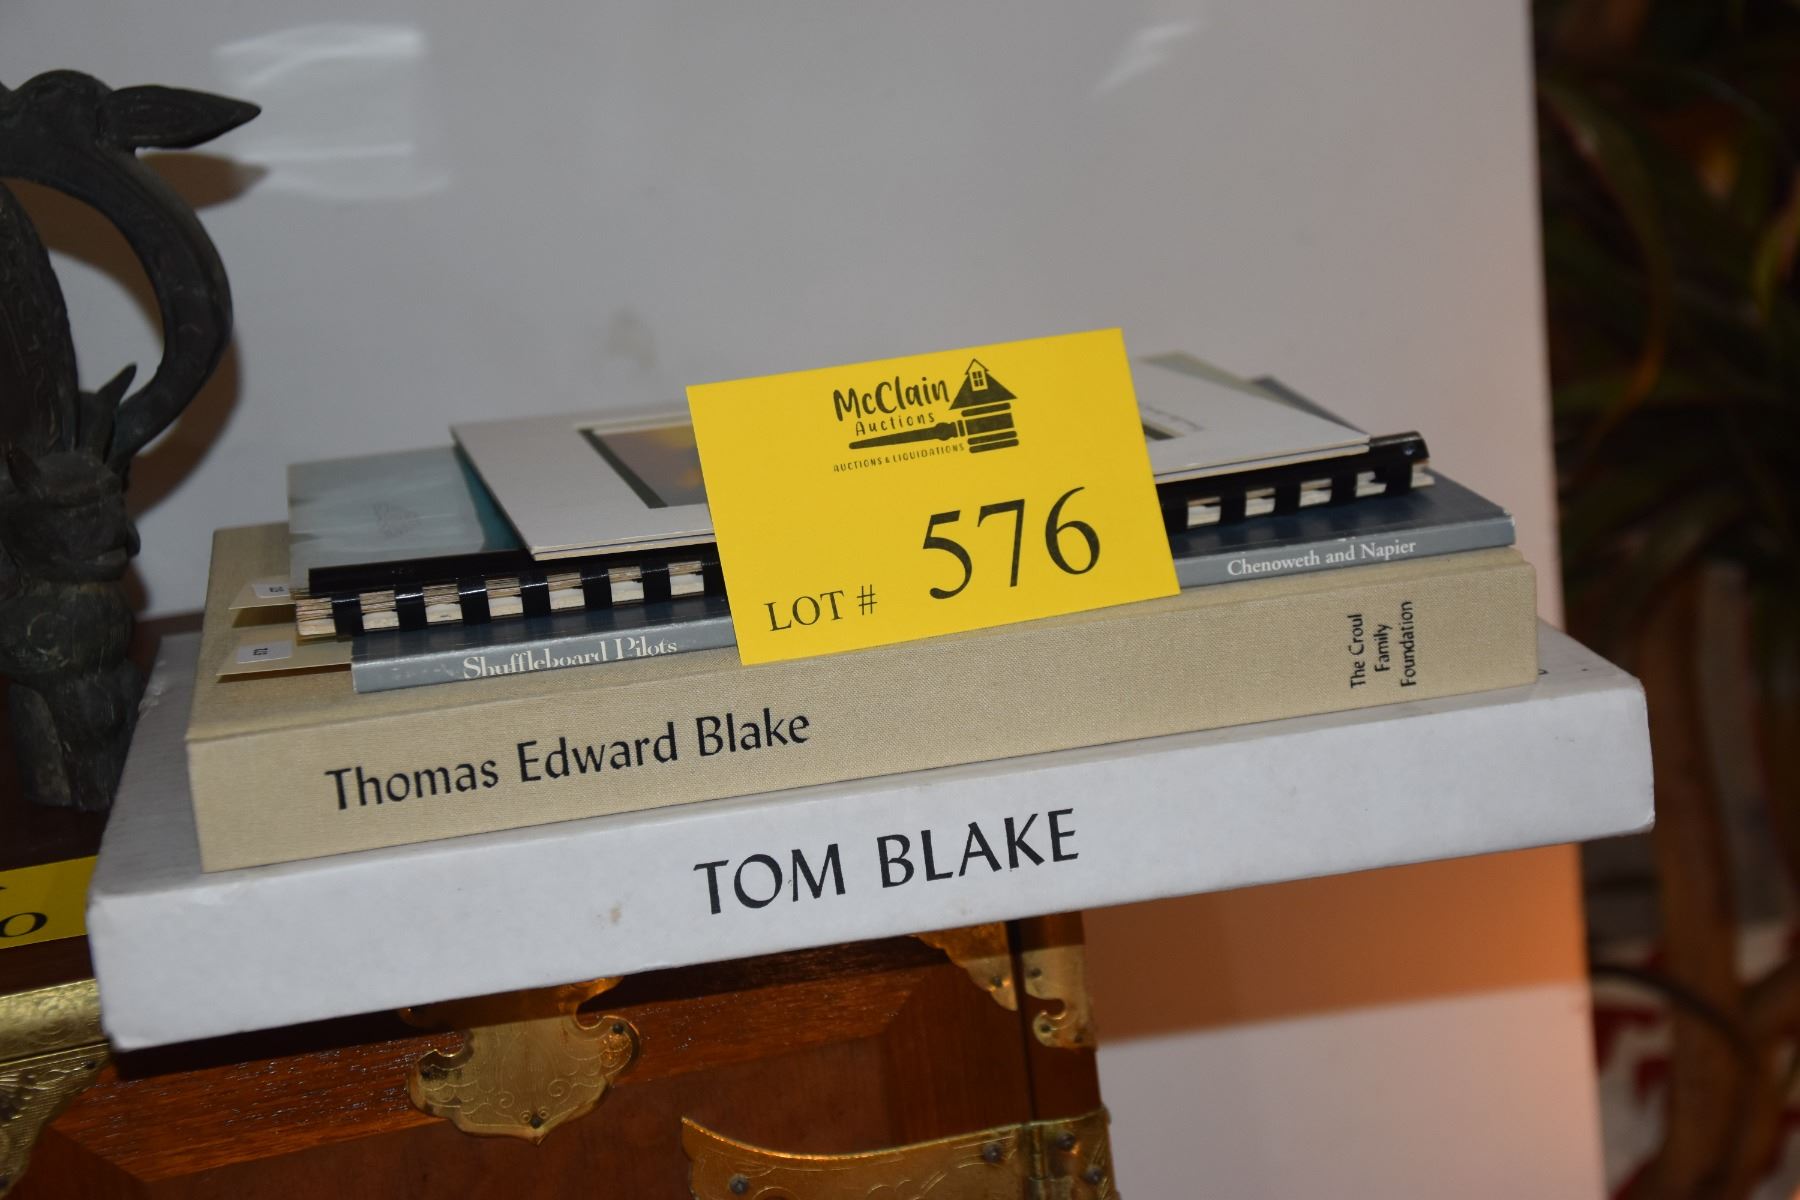 McClain
Auctions
AUCTIONS & LIQUIDATIONS
LOT # 576
Chenoweth and Napier
Shuffleboard Pilots
The Croul
Family
Foundation
Thomas Edward Blake
TOM BLAKE